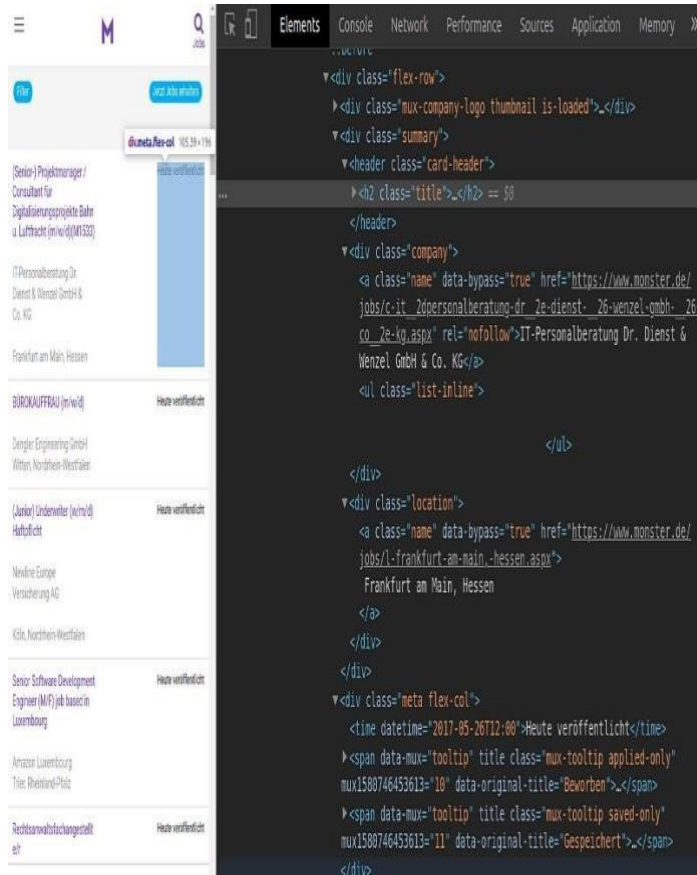 M
Jobs
Filter
Jetzt Jobs erhalten
div.meta.flex-col 105.39 × 196
(Senior-) Projektmanager /
Consultant für
Digitalisierungsprojekte Bahn
u. Luftfracht (m/w/d)(M1533)
Heute veröffentlicht
IT-Personalberatung Dr.
Dienst & Wenzel GmbH &
Co. KG
Frankfurt am Main, Hessen
BÜROKAUFFRAU (m/w/d)
Heute veröffentlicht
Dengler Engineering GmbH
Witten, Nordrhein-Westfalen
(Junior) Underwriter (w/m/d)
Haftpflicht
Heute veröffentlicht
Newline Europe
Versicherung AG
Köln, Nordrhein-Westfalen
Senior Software Development
Engineer (M/F) job based in
Luxembourg
Heute veröffentlicht
Amazon Luxembourg
Trier, Rheinland-Pfalz
Rechtsanwaltsfachangestellt
e/r
Heute veröffentlicht
Elements Console Network Performance Sources Application Memory »
::before
▼<div class="flex-row">
▶<div class="mux-company-logo thumbnail is-loaded">…</div>
▼<div class="summary">
▼<header class="card-header">
... ▶<h2 class="title">…</h2> == $0
</header>
▼<div class="company">
<a class="name" data-bypass="true" href="https://www.monster.de/
jobs/c-it__2dpersonalberatung-dr__2e-dienst-__26-wenzel-gmbh-__26
co__2e-kg.aspx" rel="nofollow">IT-Personalberatung Dr. Dienst &
Wenzel GmbH & Co. KG</a>
<ul class="list-inline">
</ul>
</div>
▼<div class="location">
<a class="name" data-bypass="true" href="https://www.monster.de/
jobs/l-frankfurt-am-main,-hessen.aspx">
Frankfurt am Main, Hessen
</a>
</div>
</div>
▼<div class="meta flex-col">
<time datetime="2017-05-26T12:00">Heute veröffentlicht</time>
▶<span data-mux="tooltip" title class="mux-tooltip applied-only"
mux1580746453613="10" data-original-title="Beworben">…</span>
▶<span data-mux="tooltip" title class="mux-tooltip saved-only"
mux1580746453613="11" data-original-title="Gespeichert">…</span>
</div>